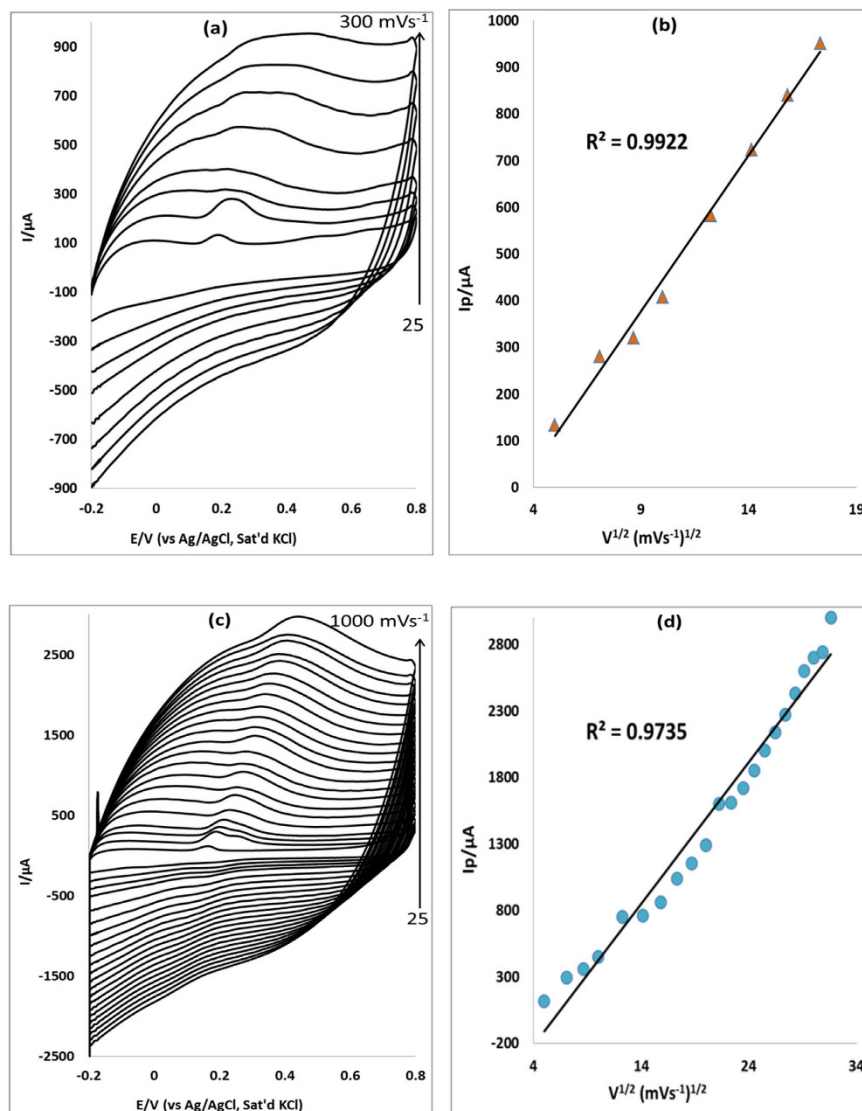 (a)
300 mVs⁻¹
900
700
500
300
100
-100
-300
-500
-700
-900
I/µA
25
-0.2 0 0.2 0.4 0.6 0.8
E/V (vs Ag/AgCl, Sat'd KCl)
(b)
1000
900
800
700
600
500
400
300
200
100
0
Ip/µA
R² = 0.9922
4 9 14 19
V¹/² (mVs⁻¹)¹/²
(c)
1000 mVs⁻¹
2500
1500
500
-500
-1500
-2500
I/µA
25
-0.2 0 0.2 0.4 0.6 0.8
E/V (vs Ag/AgCl, Sat'd KCl)
(d)
2800
2300
1800
1300
800
300
-200
Ip/µA
R² = 0.9735
4 14 24 34
V¹/² (mVs⁻¹)¹/²